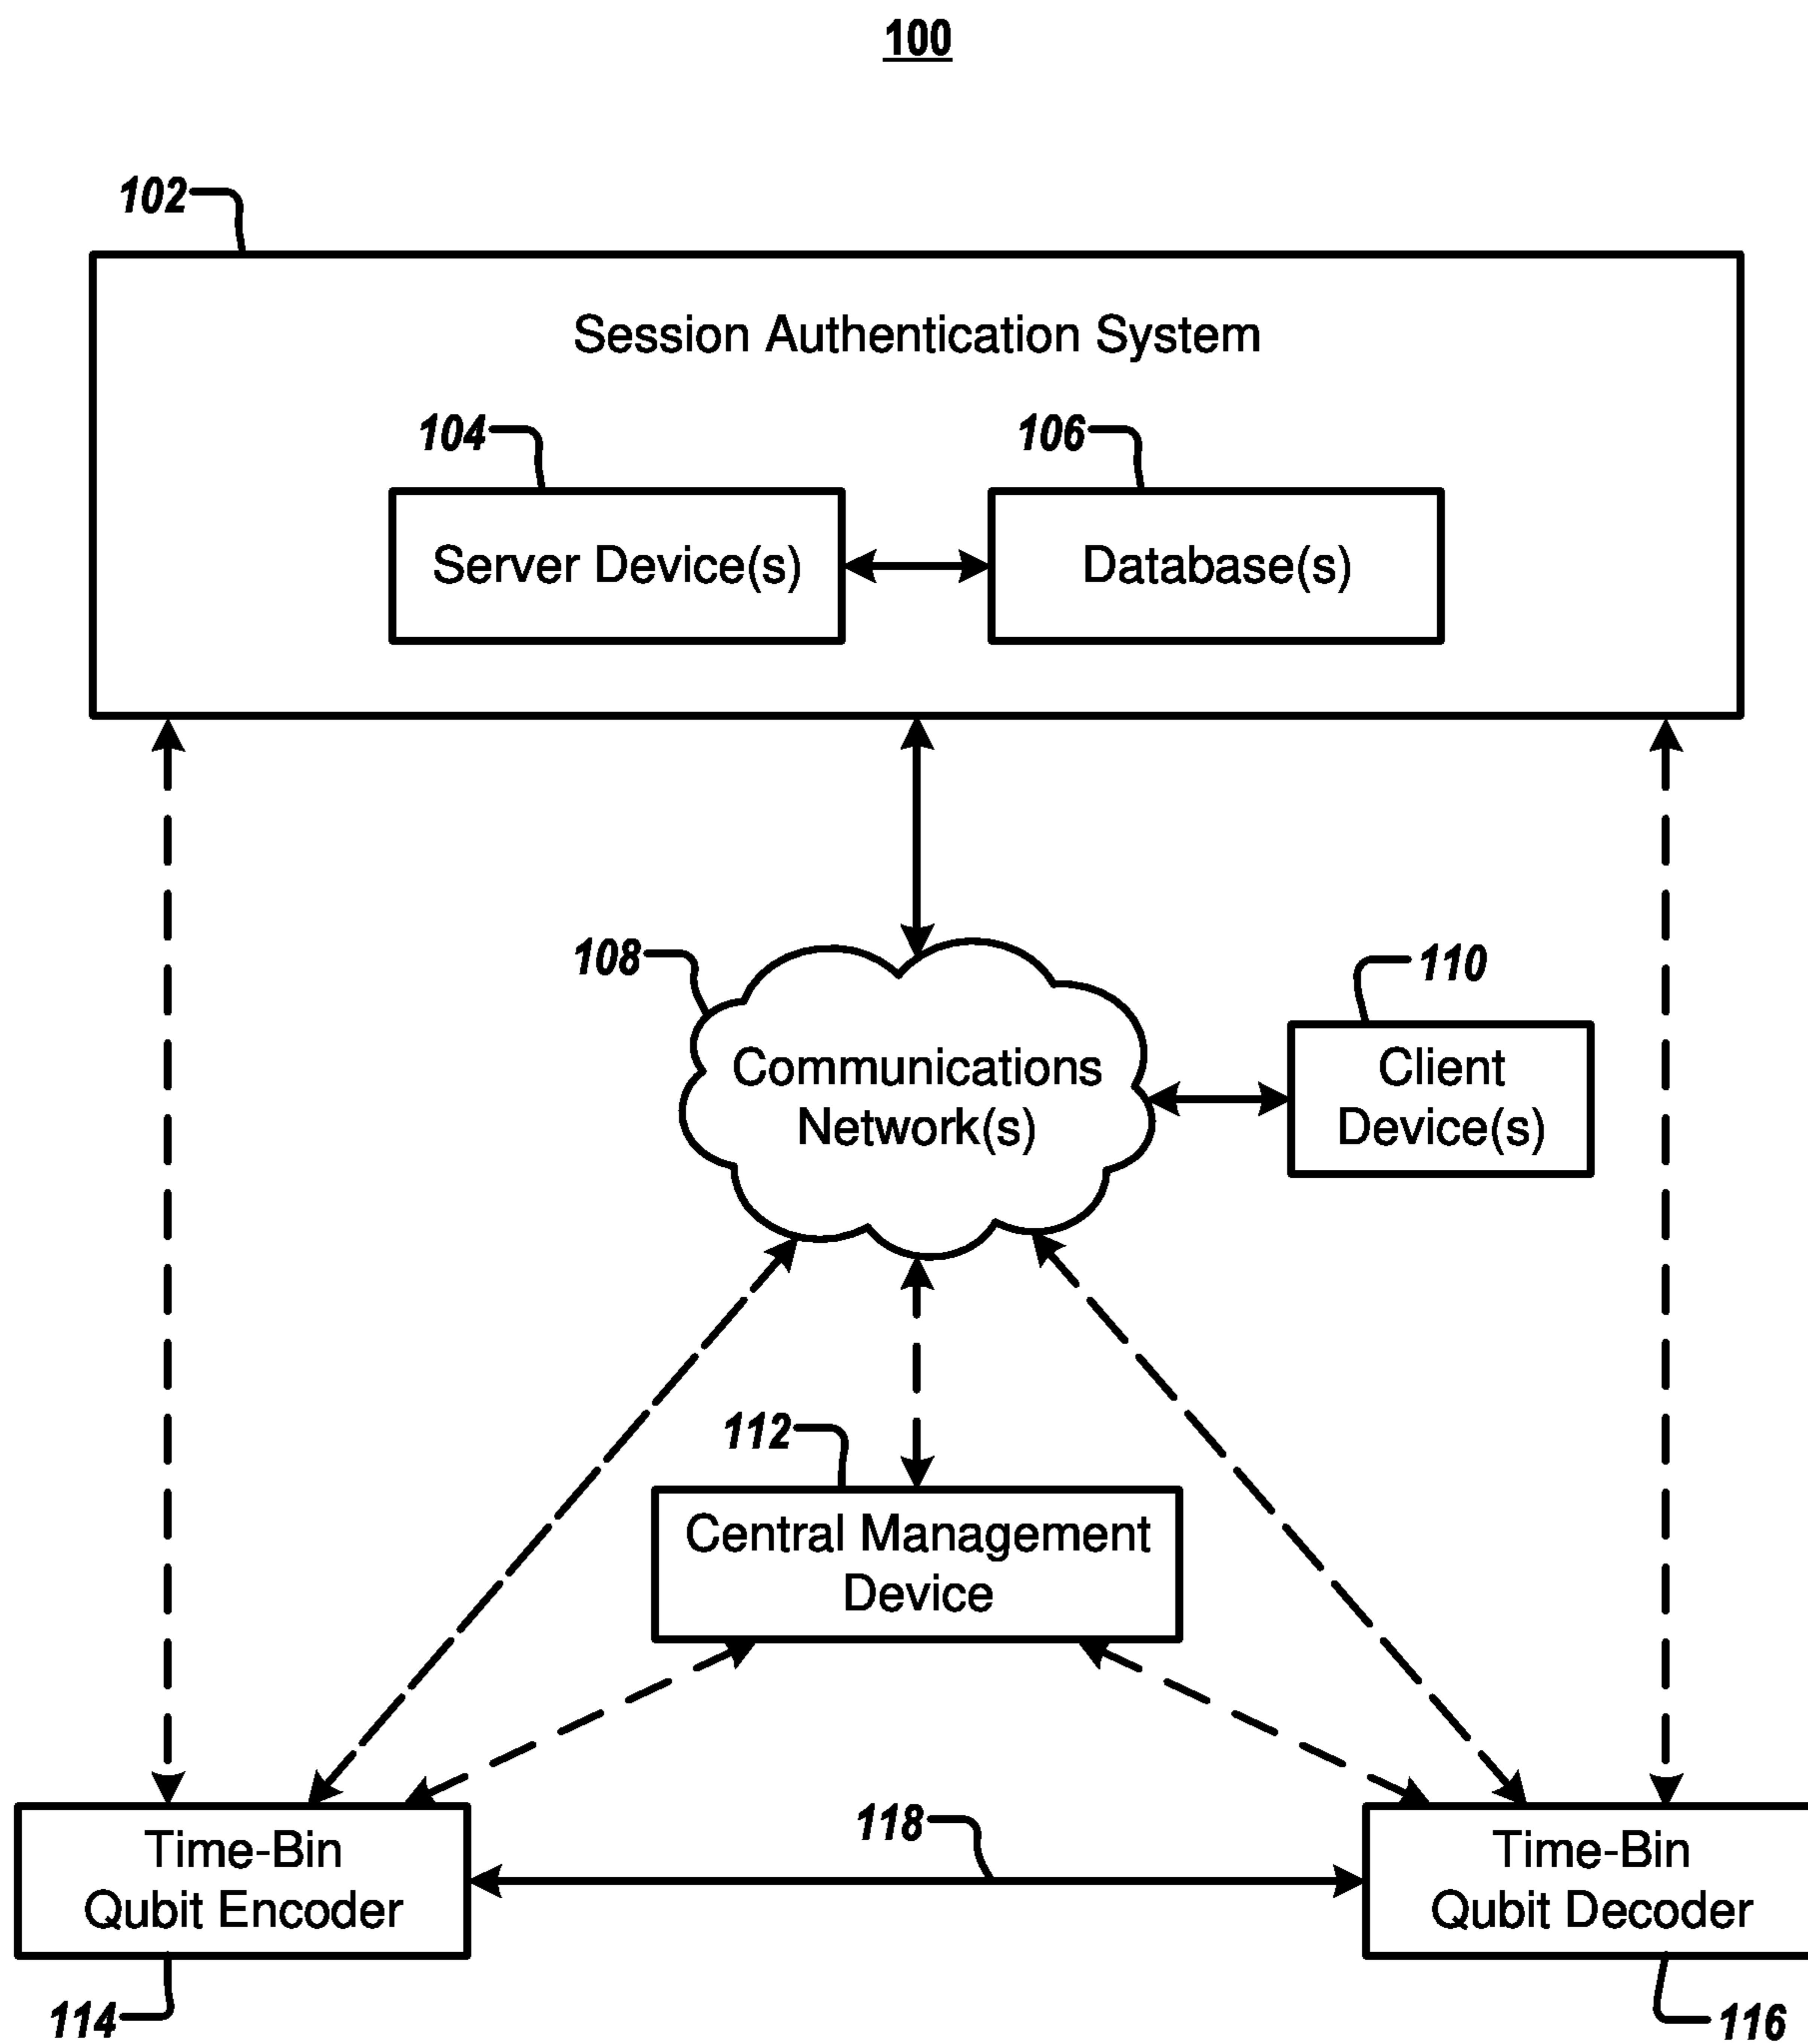 100
102
Session Authentication System
104
106
Server Device(s)
Database(s)
108
110
Communications
Network(s)
Client
Device(s)
112
Central Management
Device
118
Time-Bin
Qubit Encoder
Time-Bin
Qubit Decoder
114
116